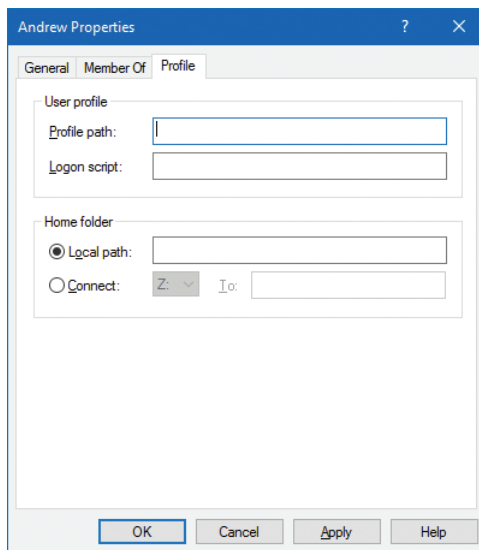 Andrew Properties ?
General Member Of Profile
User profile
Profile path:
Logon script:
Home folder
Local path:
Connect: Z: To:
OK Cancel Apply Help